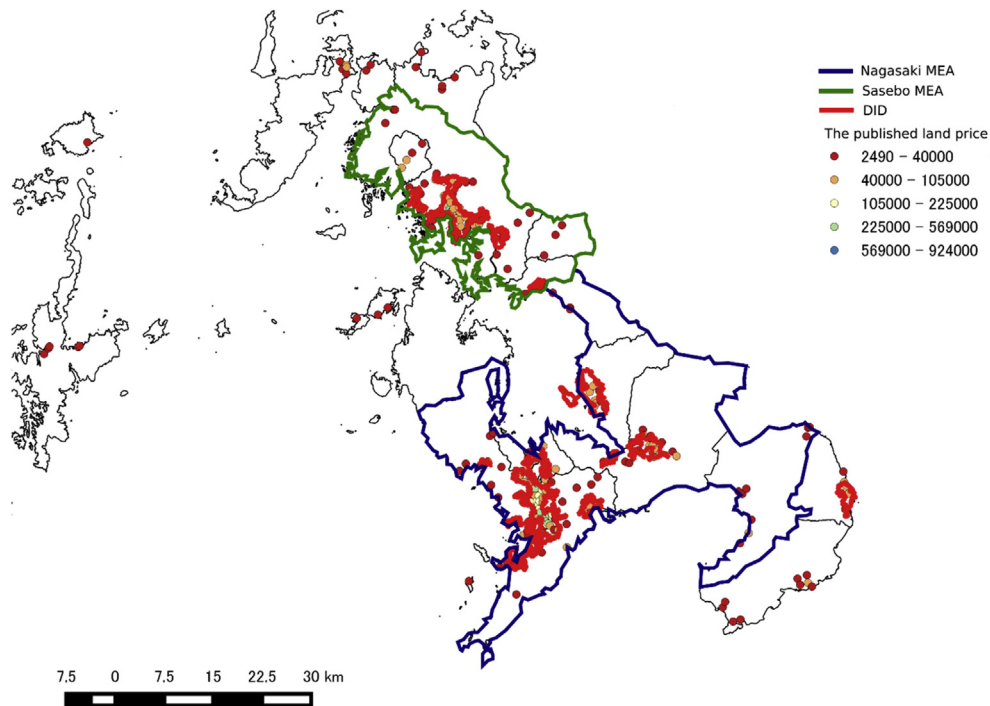 Nagasaki MEA
Sasebo MEA
DID
The published land price
2490 – 40000
40000 – 105000
105000 – 225000
225000 – 569000
569000 – 924000
7.5 0 7.5 15 22.5 30 km